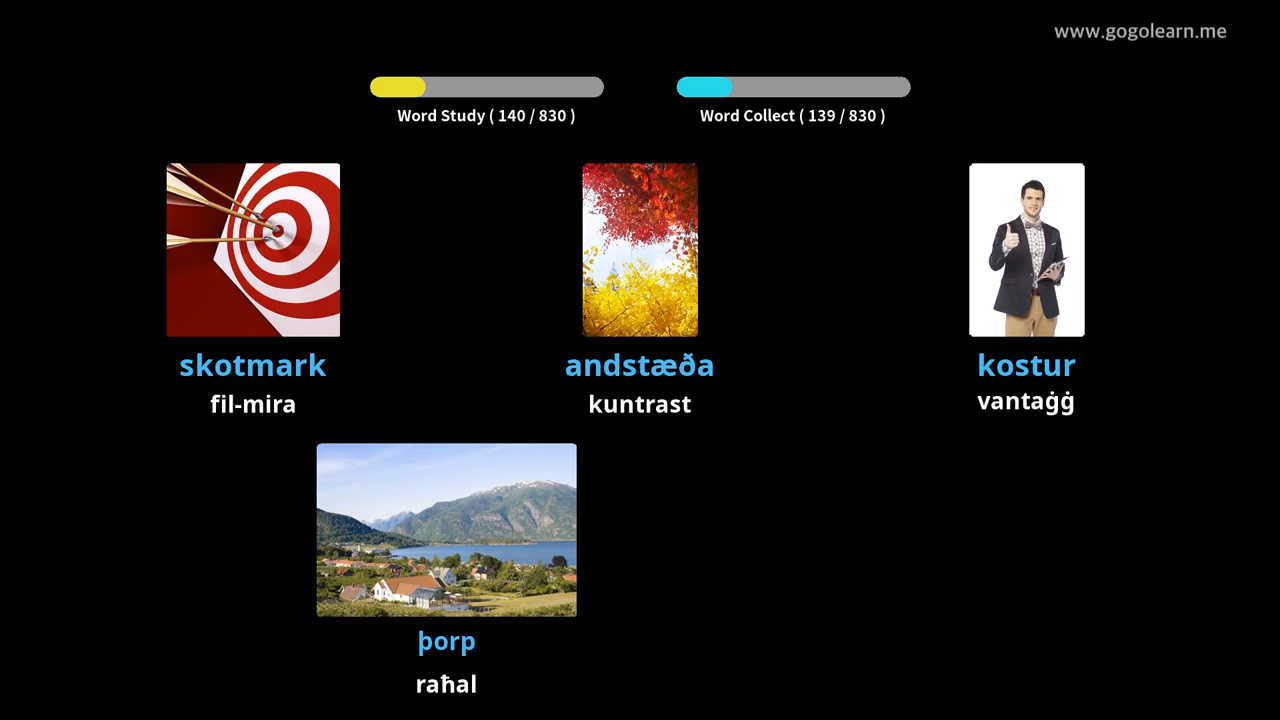 www.gogolearn.me
Word Study ( 140 / 830 )
Word Collect ( 139 / 830 )
skotmark
fil-mira
andstæða
kuntrast
kostur
vantaġġ
þorp
raħal